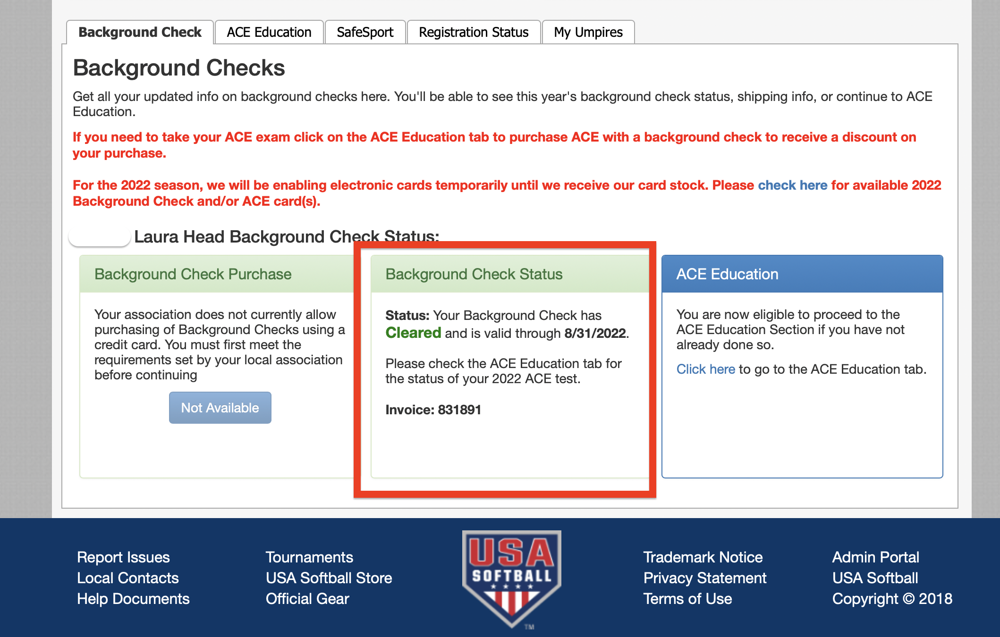 Background Check
ACE Education
SafeSport
Registration Status
My Umpires
Background Checks
Get all your updated info on background checks here. You'll be able to see this year's background check status, shipping info, or continue to ACE
Education.
If you need to take your ACE exam click on the ACE Education tab to purchase ACE with a background check to receive a discount on
your purchase.
For the 2022 season, we will be enabling electronic cards temporarily until we receive our card stock. Please check here for available 2022
Background Check and/or ACE card(s).
Laura Head Background Check Status:
Background Check Purchase
Your association does not currently allow
purchasing of Background Checks using a
credit card. You must first meet the
requirements set by your local association
before continuing
Not Available
Background Check Status
Status: Your Background Check has
Cleared and is valid through 8/31/2022.
Please check the ACE Education tab for
the status of your 2022 ACE test.
Invoice: 831891
ACE Education
You are now eligible to proceed to the
ACE Education Section if you have not
already done so.
Click here to go to the ACE Education tab.
Report Issues
Local Contacts
Help Documents
Tournaments
USA Softball Store
Official Gear
USA
SOFTBALL
TM
Trademark Notice
Privacy Statement
Terms of Use
Admin Portal
USA Softball
Copyright © 2018